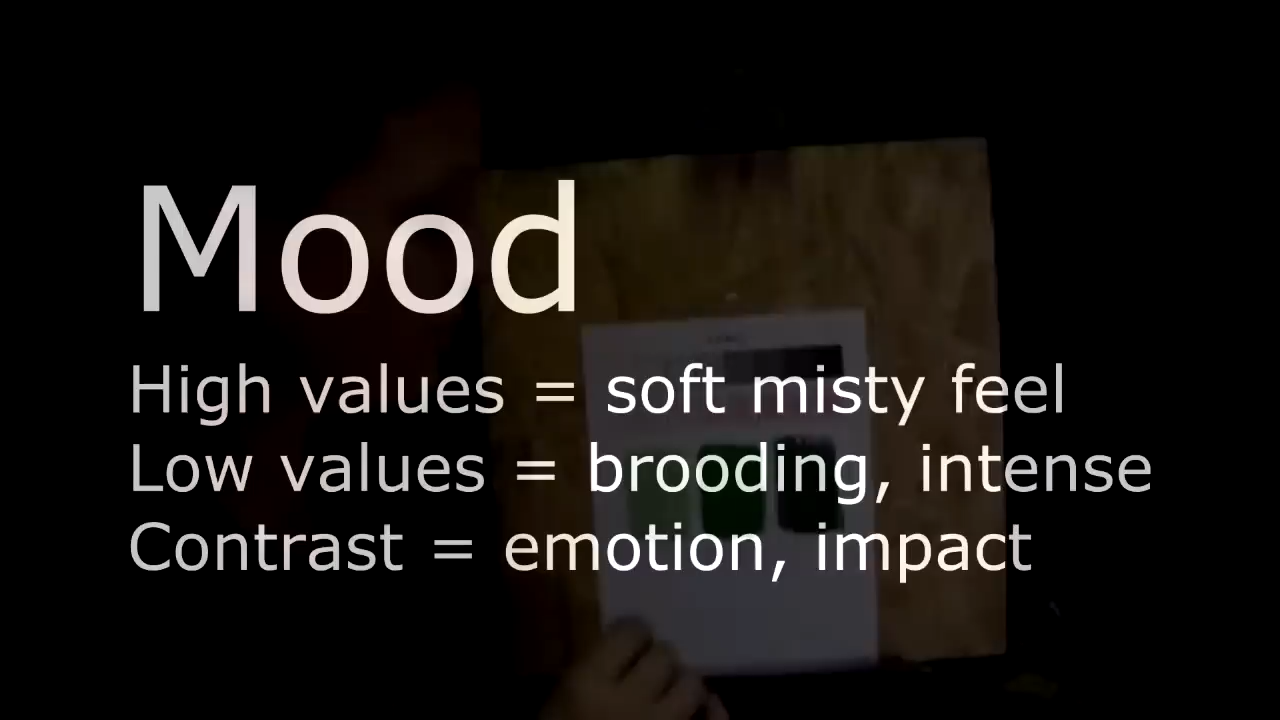 Mood
High values = soft misty feel
Low values = brooding, intense
Contrast = emotion, impact